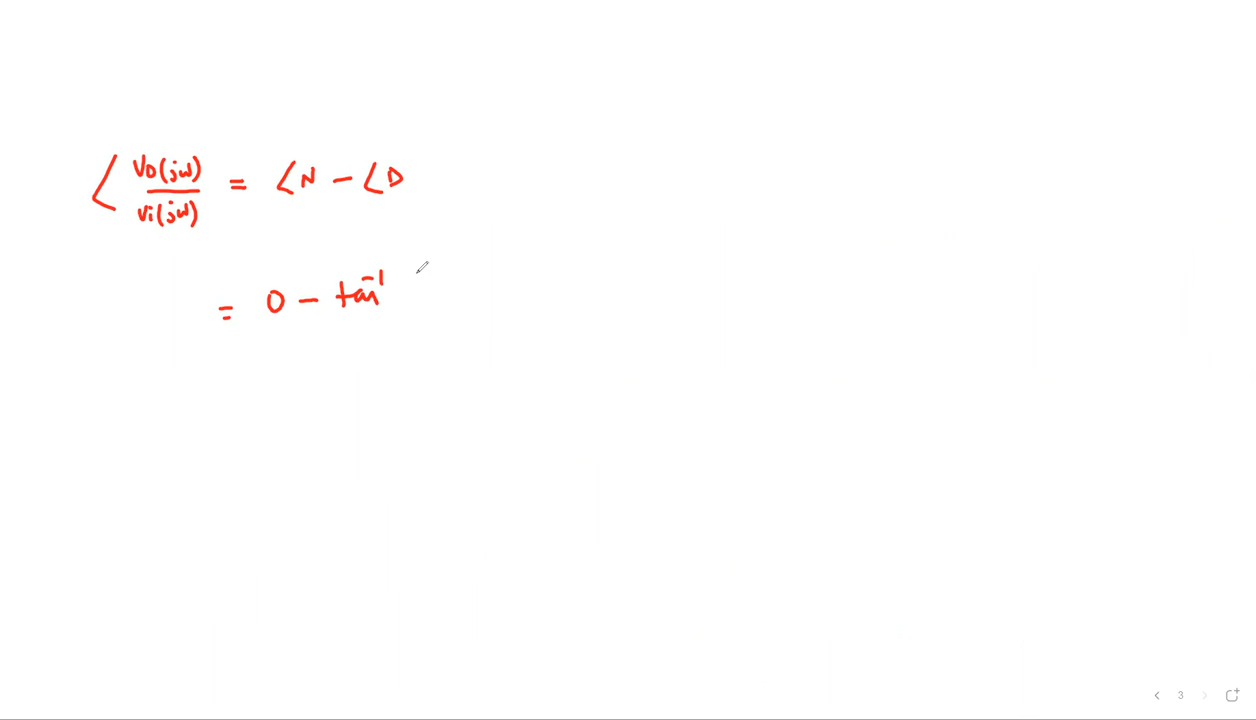 ∠ Vo(jω)/Vi(jω) = ∠N − ∠D
= 0 − tan⁻¹
3